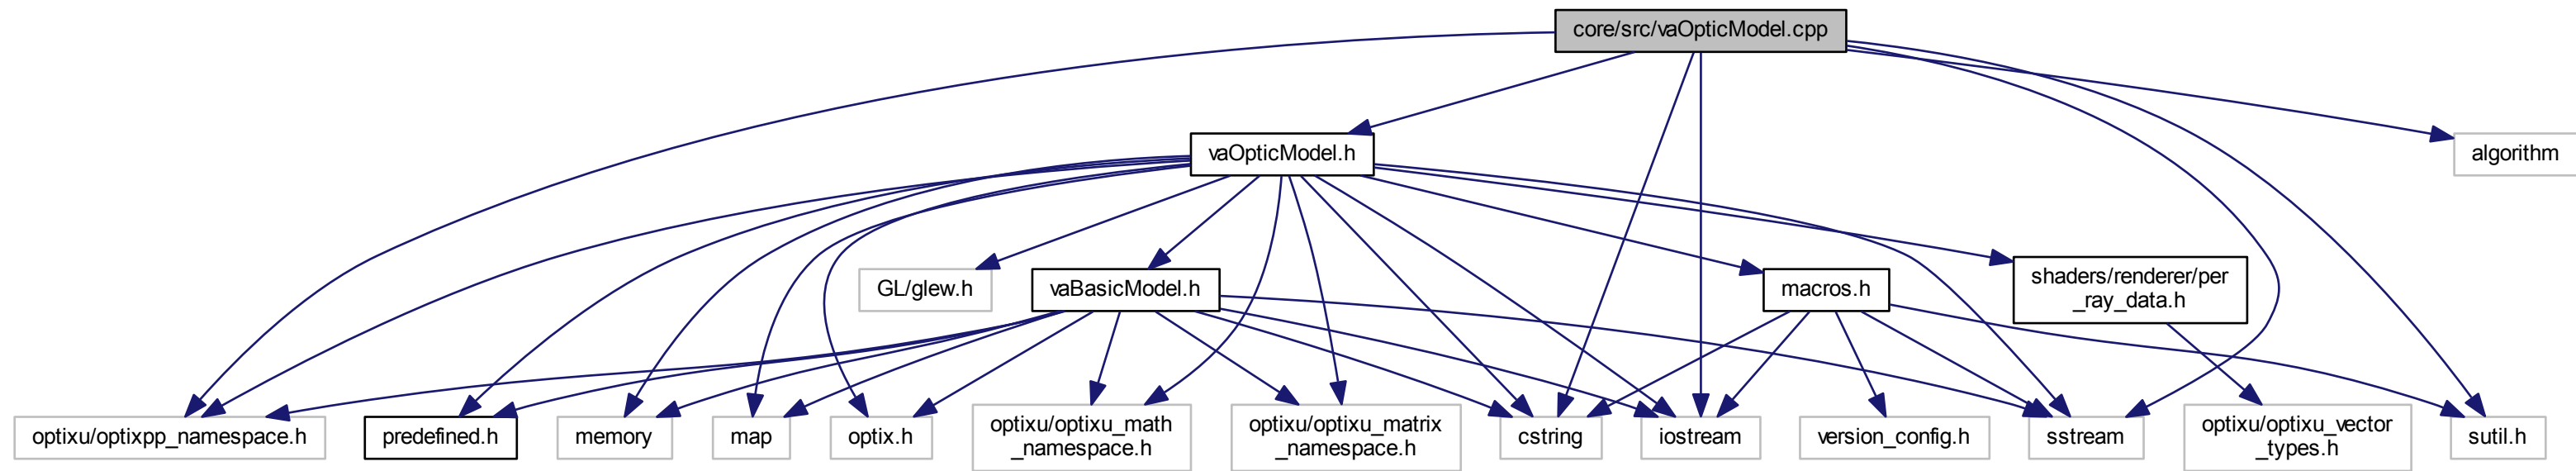 core/src/vaOpticModel.cpp
vaOpticModel.h
algorithm
GL/glew.h
vaBasicModel.h
macros.h
shaders/renderer/per
_ray_data.h
optixu/optixpp_namespace.h
predefined.h
memory
map
optix.h
optixu/optixu_math
_namespace.h
optixu/optixu_matrix
_namespace.h
cstring
iostream
version_config.h
sstream
optixu/optixu_vector
_types.h
sutil.h